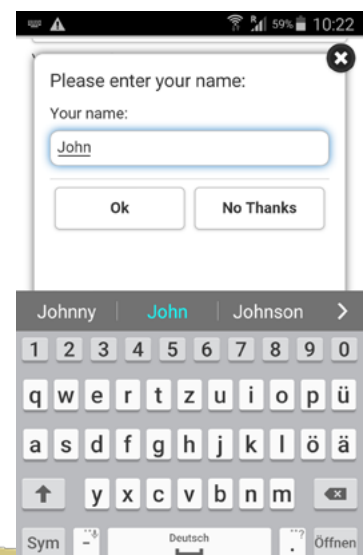 R 59% 10:22
Please enter your name:
Your name:
John
Ok No Thanks
Johnny John Johnson
1 2 3 4 5 6 7 8 9 0
q w e r t z u i o p ü
a s d f g h j k l ö ä
y x c v b n m
Sym - Deutsch . ? Öffnen